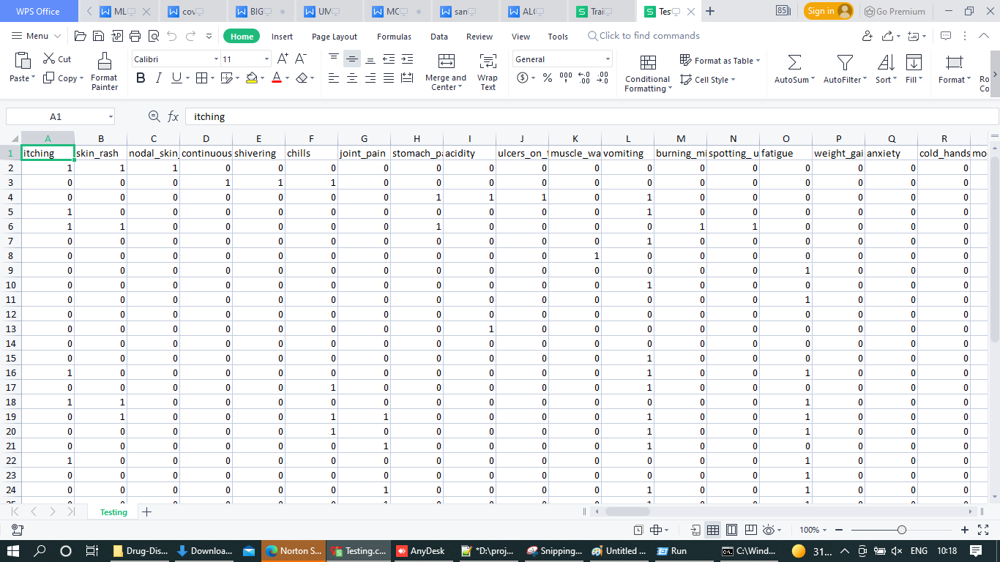 WPS Office ML cov BIG UM MC san ALC Trai Tes 85 Sign in Go Premium
Menu Home Insert Page Layout Formulas Data Review View Tools Click to find commands
Cut Calibri 11 A+ A- General Format as Table
Paste Copy Format Painter B I U A Merge and Center Wrap Text $ % 000 Conditional Formatting Cell Style AutoSum AutoFilter Sort Fill Format Ro Co
A1 fx itching
A B C D E F G H I J K L M N O P Q R
1 itching skin_rash nodal_skin_ continuous shivering chills joint_pain stomach_pa acidity ulcers_on_t muscle_wa vomiting burning_mi spotting_ u fatigue weight_gai anxiety cold_hands mo
2 1 1 1 0 0 0 0 0 0 0 0 0 0 0 0 0 0 0
3 0 0 0 1 1 1 0 0 0 0 0 0 0 0 0 0 0 0
4 0 0 0 0 0 0 0 1 1 1 0 1 0 0 0 0 0 0
5 1 0 0 0 0 0 0 0 0 0 0 1 0 0 0 0 0 0
6 1 1 0 0 0 0 0 1 0 0 0 0 1 1 0 0 0 0
7 0 0 0 0 0 0 0 0 0 0 0 1 0 0 0 0 0 0
8 0 0 0 0 0 0 0 0 0 0 1 0 0 0 0 0 0 0
9 0 0 0 0 0 0 0 0 0 0 0 0 0 0 1 0 0 0
10 0 0 0 0 0 0 0 0 0 0 0 1 0 0 0 0 0 0
11 0 0 0 0 0 0 0 0 0 0 0 0 0 0 1 0 0 0
12 0 0 0 0 0 0 0 0 0 0 0 0 0 0 0 0 0 0
13 0 0 0 0 0 0 0 0 1 0 0 0 0 0 0 0 0 0
14 0 0 0 0 0 0 0 0 0 0 0 0 0 0 0 0 0 0
15 0 0 0 0 0 0 0 0 0 0 0 1 0 0 0 0 0 0
16 1 0 0 0 0 0 0 0 0 0 0 1 0 0 1 0 0 0
17 0 0 0 0 0 1 0 0 0 0 0 1 0 0 0 0 0 0
18 1 1 0 0 0 0 0 0 0 0 0 0 0 0 1 0 0 0
19 0 1 0 0 0 1 1 0 0 0 0 1 0 0 1 0 0 0
20 0 0 0 0 0 1 0 0 0 0 0 1 0 0 1 0 0 0
21 0 0 0 0 0 0 1 0 0 0 0 1 0 0 0 0 0 0
22 1 0 0 0 0 0 0 0 0 0 0 0 0 0 1 0 0 0
23 0 0 0 0 0 0 0 0 0 0 0 0 0 0 1 0 0 0
24 0 0 0 0 0 0 1 0 0 0 0 1 0 0 1 0 0 0
Testing
100%
Drug-Dis... Downloa... Norton S... Testing.c... AnyDesk *D:\proj... Snipping... Untitled ... Run C:\Wind... 31... ENG 10:18